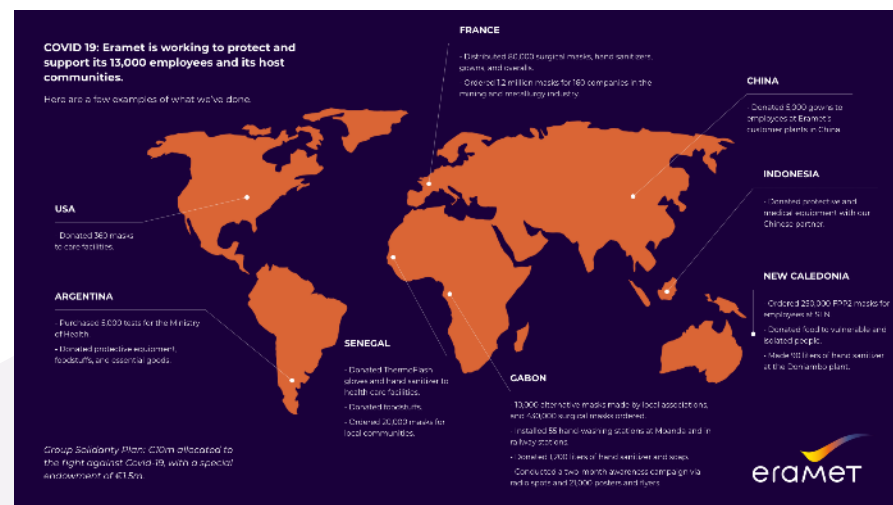 COVID 19: Eramet is working to protect and
support its 13,000 employees and its host
communities.
Here are a few examples of what we've done.
FRANCE
- Distributed 80,000 surgical masks, hand sanitizers,
gowns, and overalls.
- Ordered 1.2 million masks for 160 companies in the
mining and metallurgy industry.
CHINA
- Donated 5,000 gowns to
employees at Eramet's
customer plants in China
INDONESIA
- Donated protective and
medical equipment with our
Chinese partner.
USA
- Donated 360 masks
to care facilities.
NEW CALEDONIA
- Ordered 250,000 FPP2 masks for
employees at SLN.
- Donated food to vulnerable and
isolated people.
- Made 90 liters of hand sanitizer
at the Doniambo plant.
ARGENTINA
- Purchased 5,000 tests for the Ministry
of Health.
- Donated protective equipment,
foodstuffs, and essential goods.
SENEGAL
- Donated ThermoFlash
gloves and hand sanitizer to
health care facilities.
- Donated foodstuffs.
- Ordered 20,000 masks for
local communities.
GABON
- 10,000 alternative masks made by local associations,
and 430,000 surgical masks ordered.
- Installed 55 hand-washing stations at Moanda and in
railway stations.
- Donated 1,200 liters of hand sanitizer and soaps
- Conducted a two-month awareness campaign via
radio spots and 21,000 posters and flyers.
Group Solidarity Plan: €10m allocated to
the fight against Covid-19, with a special
endowment of €1.5m.
eramet